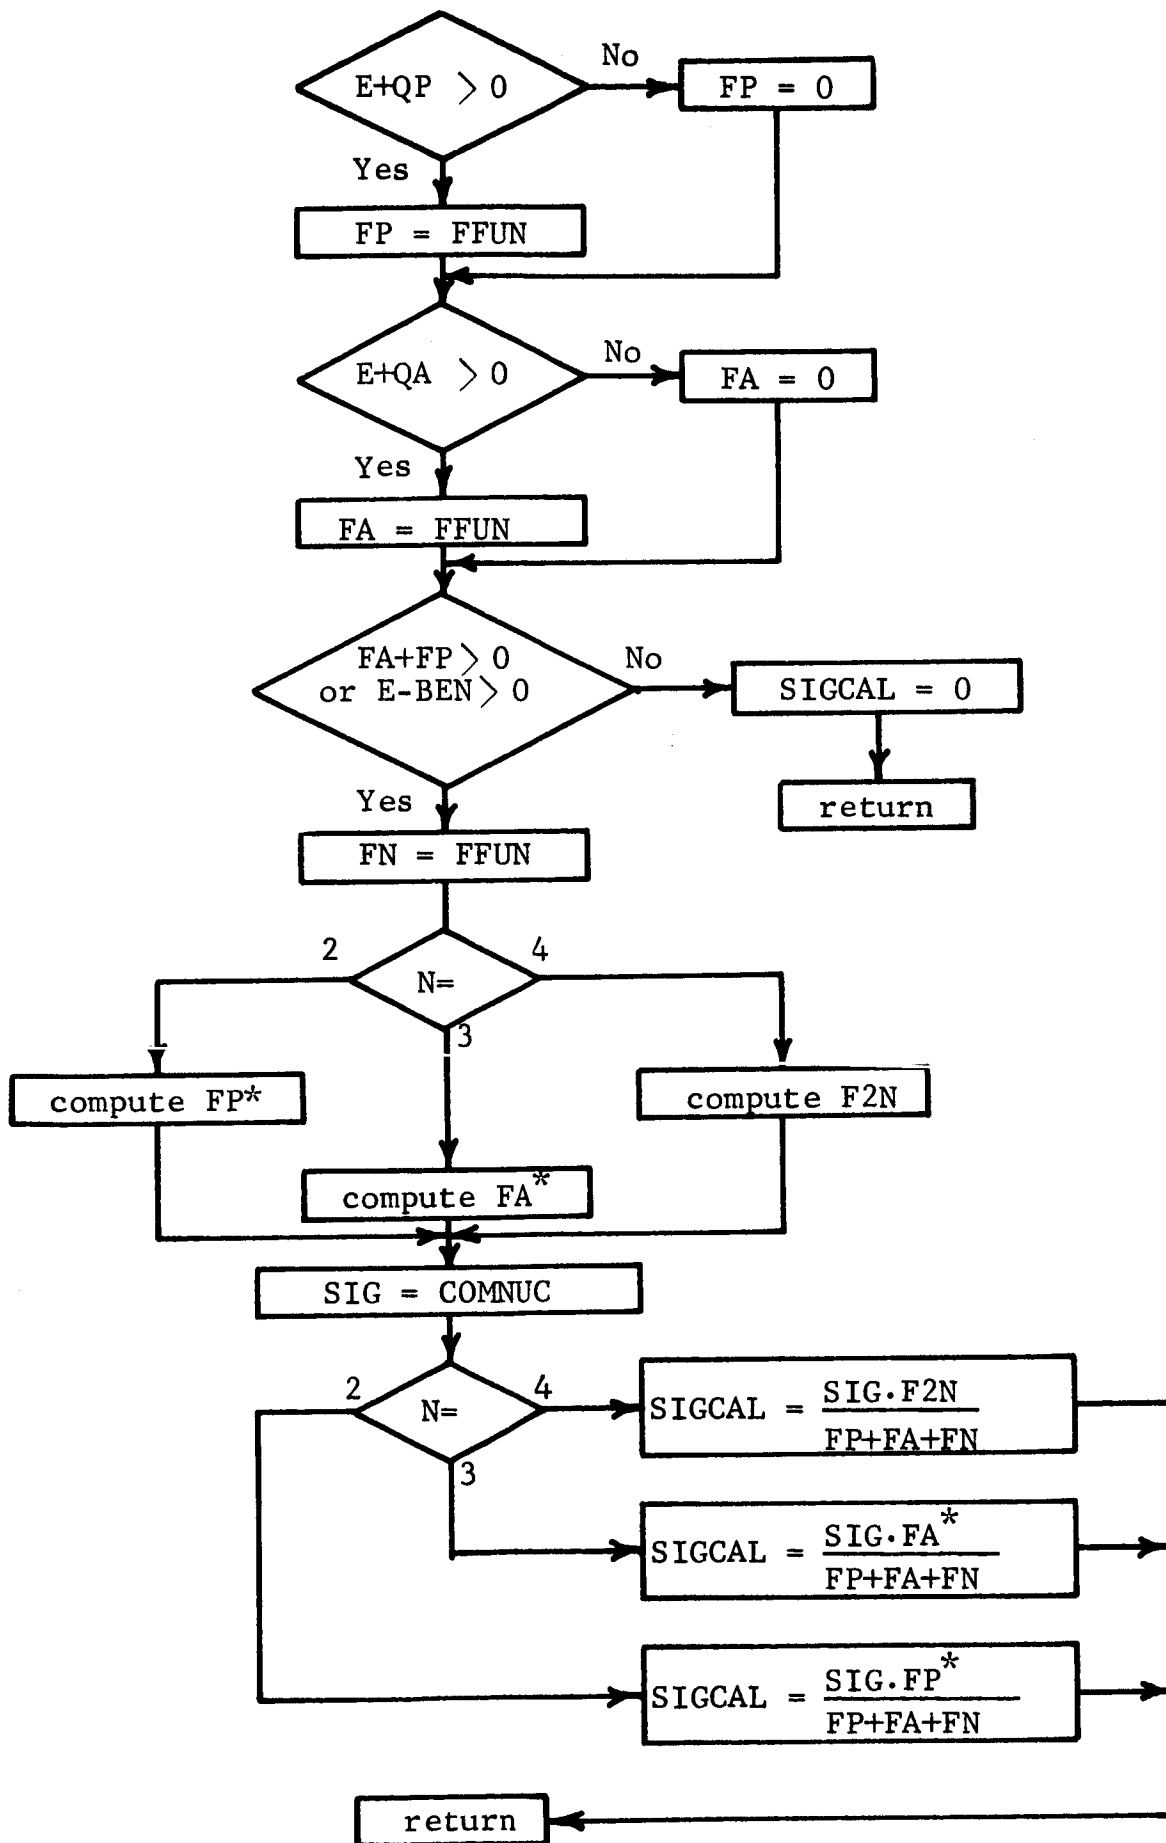 E+QP > 0
No
FP = 0
Yes
FP = FFUN
E+QA > 0
No
FA = 0
Yes
FA = FFUN
FA+FP > 0
or E-BEN > 0
No
SIGCAL = 0
return
Yes
FN = FFUN
2
N=
4
3
compute FP*
compute F2N
compute FA*
SIG = COMNUC
2
N=
4
3
SIGCAL = SIG·F2N
FP+FA+FN
SIGCAL = SIG·FA*
FP+FA+FN
SIGCAL = SIG·FP*
FP+FA+FN
return